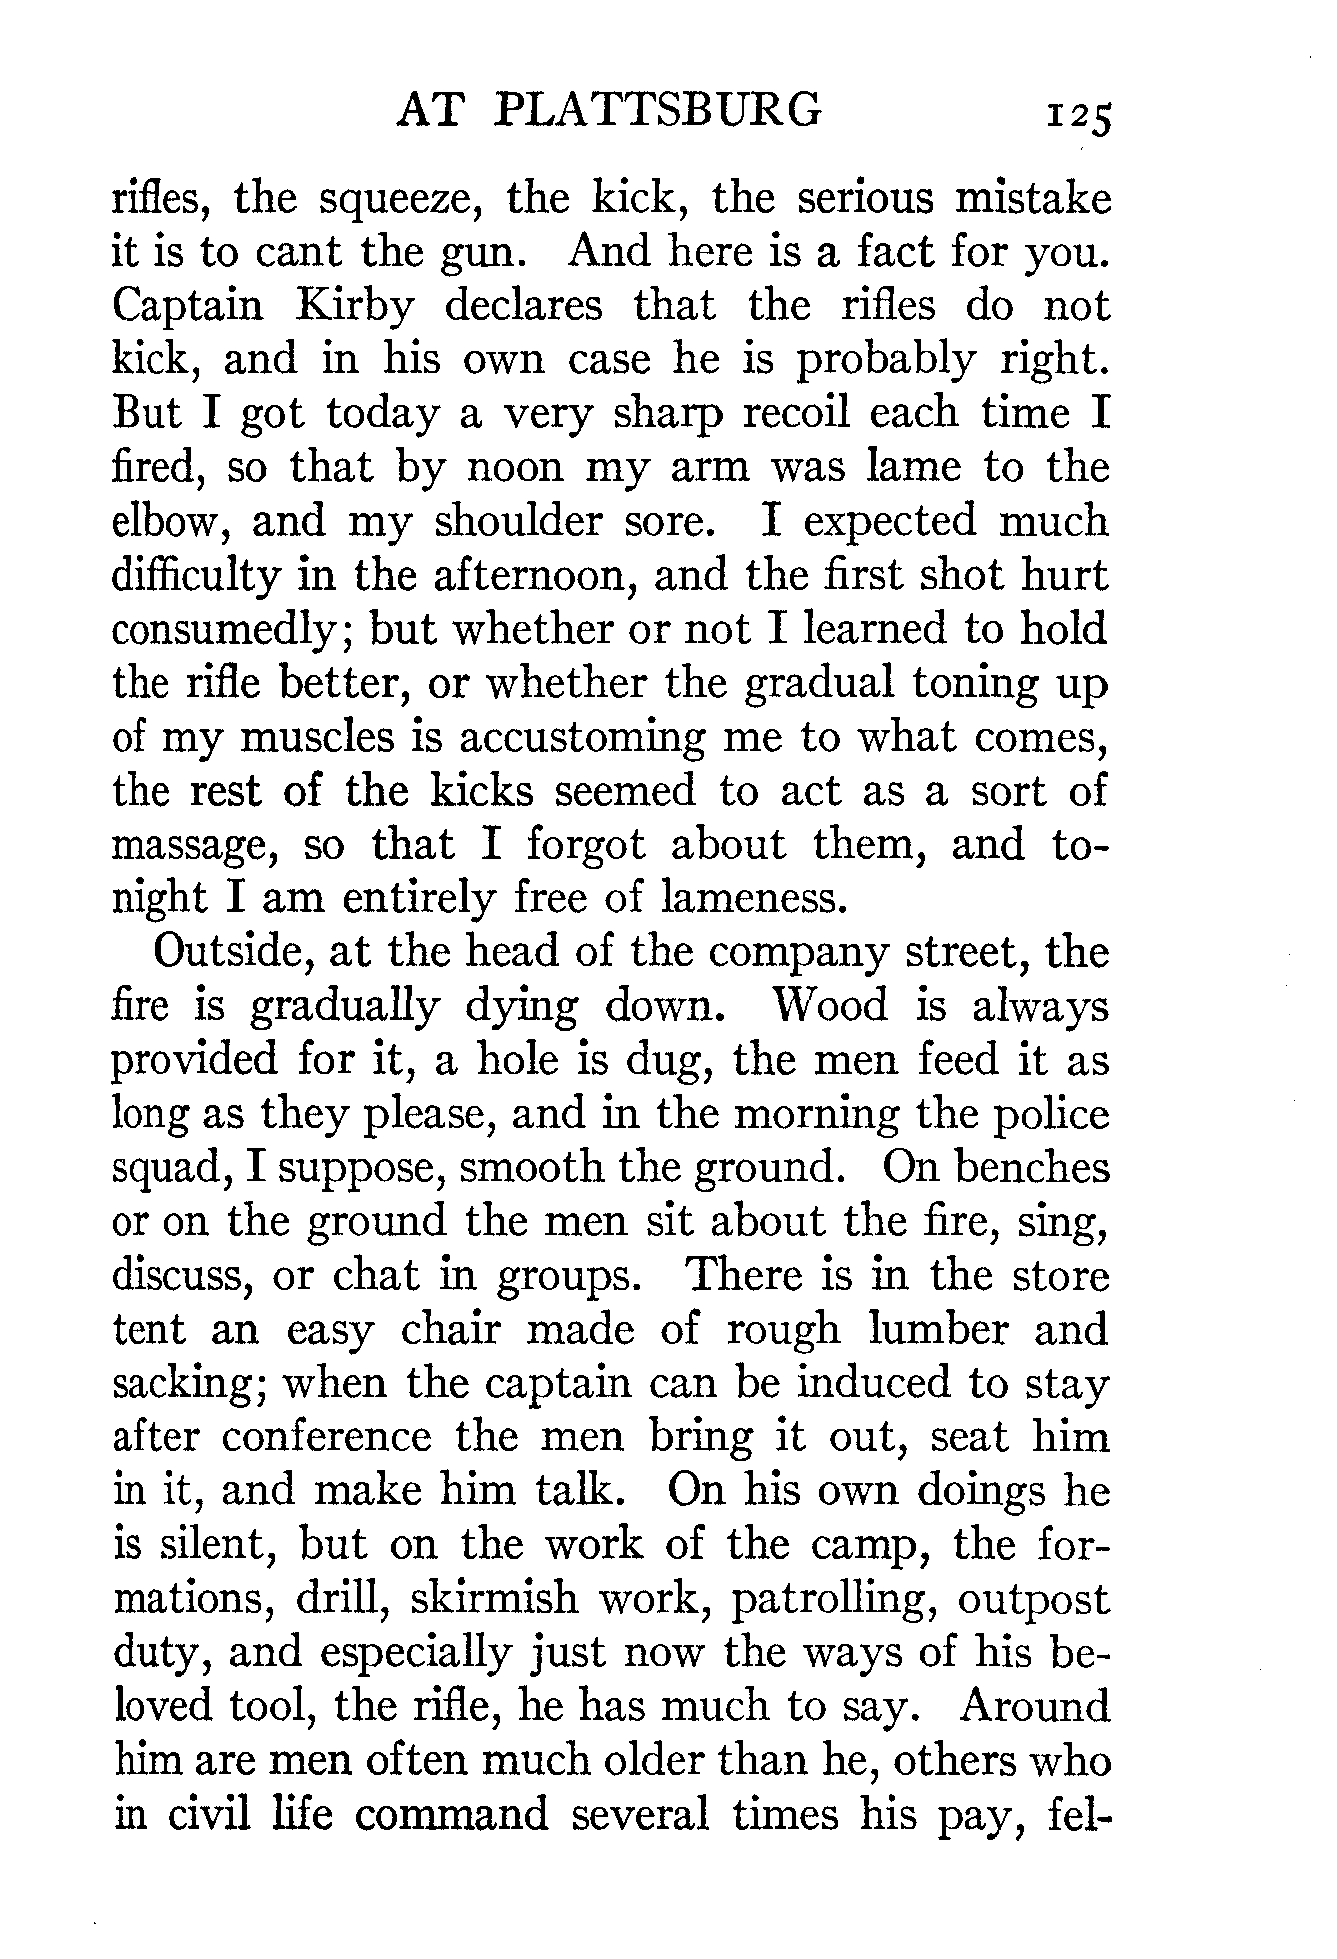 AT PLATTSBURG 125
rifles, the squeeze, the kick, the serious mistake
it is to cant the gun. And here is a fact for you.
Captain Kirby declares that the rifles do not
kick, and in his own case he is probably right.
But I got today a very sharp recoil each time I
fired, so that by noon my arm was lame to the
elbow, and my shoulder sore. I expected much
difficulty in the afternoon, and the first shot hurt
consumedly; but whether or not I learned to hold
the rifle better, or whether the gradual toning up
of my muscles is accustoming me to what comes,
the rest of the kicks seemed to act as a sort of
massage, so that I forgot about them, and to-
night I am entirely free of lameness.
Outside, at the head of the company street, the
fire is gradually dying down. Wood is always
provided for it, a hole is dug, the men feed it as
long as they please, and in the morning the police
squad, I suppose, smooth the ground. On benches
or on the ground the men sit about the fire, sing,
discuss, or chat in groups. There is in the store
tent an easy chair made of rough lumber and
sacking; when the captain can be induced to stay
after conference the men bring it out, seat him
in it, and make him talk. On his own doings he
is silent, but on the work of the camp, the for-
mations, drill, skirmish work, patrolling, outpost
duty, and especially just now the ways of his be-
loved tool, the rifle, he has much to say. Around
him are men often much older than he, others who
in civil life command several times his pay, fel-